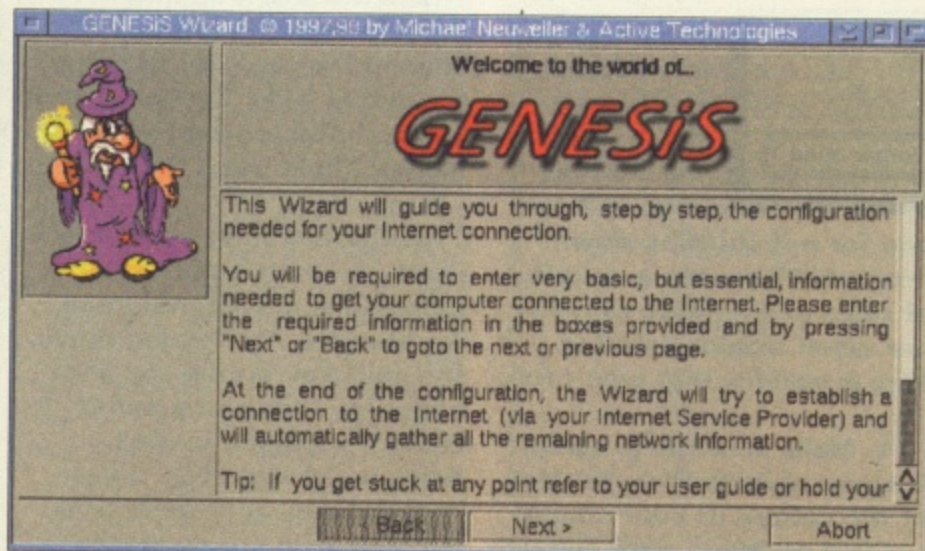 GENESiS Wizard © 1997,98 by Michael Neuweiler & Active Technologies
Welcome to the world of...
GENESiS
This Wizard will guide you through, step by step, the configuration
needed for your Internet connection.
You will be required to enter very basic, but essential, information
needed to get your computer connected to the Internet. Please enter
the required information in the boxes provided and by pressing
"Next" or "Back" to goto the next or previous page.
At the end of the configuration, the Wizard will try to establish a
connection to the Internet (via your Internet Service Provider) and
will automatically gather all the remaining network information.
Tip: If you get stuck at any point refer to your user guide or hold your
Back
Next >
Abort